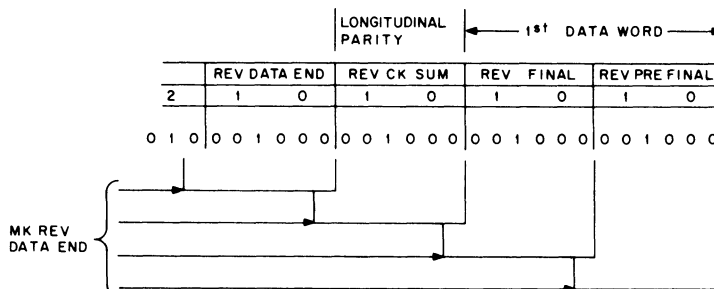 LONGITUDINAL
PARITY
1st DATA WORD
REV DATA END REV CK SUM REV FINAL REV PRE FINAL
2 1 0 1 0 1 0 1 0
0 1 0 0 0 1 0 0 0 0 0 1 0 0 0 0 0 1 0 0 0 0 0 1 0 0 0
MK REV
DATA END